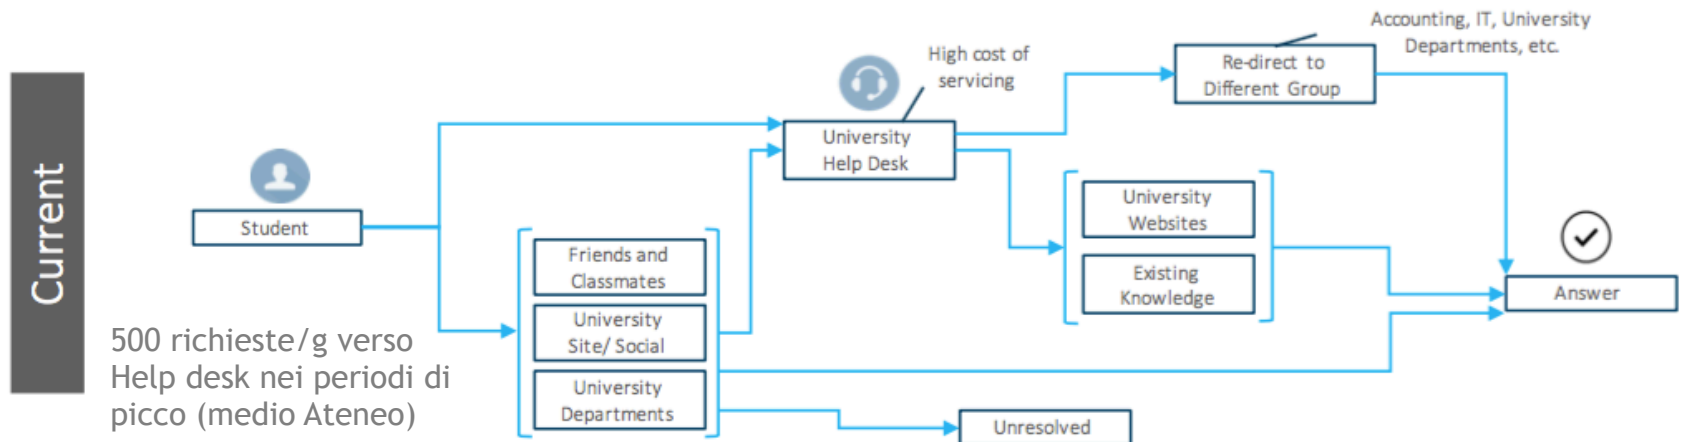 Current
500 richieste/g verso
Help desk nei periodi di
picco (medio Ateneo)
Student
Friends and
Classmates
University
Site/ Social
University
Departments
High cost of
servicing
University
Help Desk
Accounting, IT, University
Departments, etc.
Re-direct to
Different Group
University
Websites
Existing
Knowledge
Unresolved
Answer